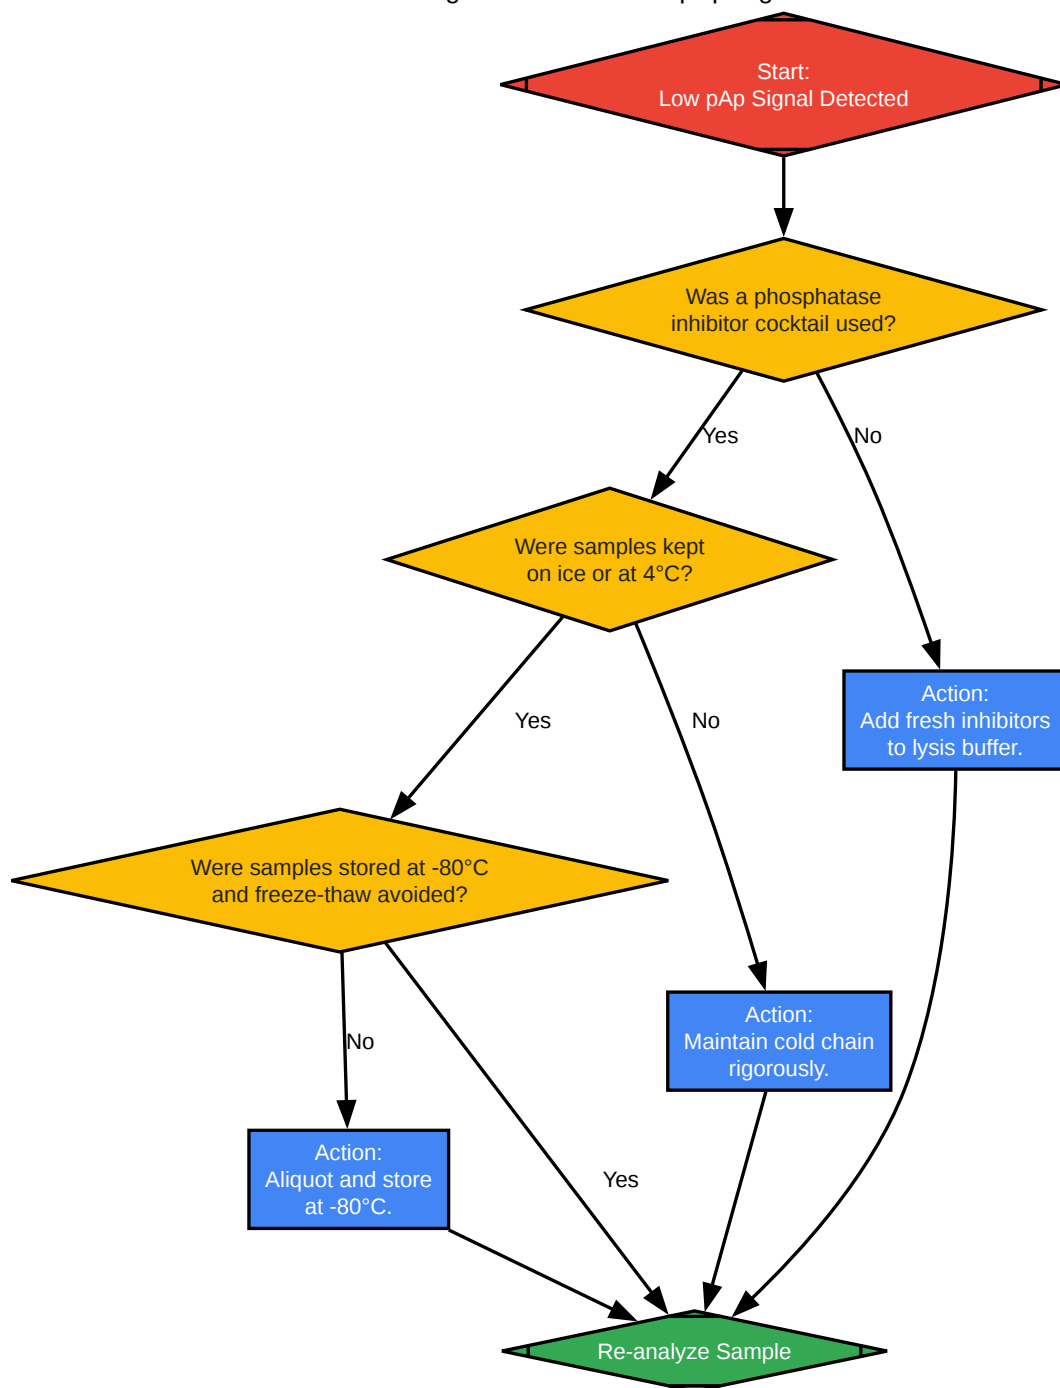 Start:
Low pAp Signal Detected
Was a phosphatase
inhibitor cocktail used?
Yes
No
Were samples kept
on ice or at 4°C?
Action:
Add fresh inhibitors
to lysis buffer.
Yes
No
Were samples stored at -80°C
and freeze-thaw avoided?
Action:
Maintain cold chain
rigorously.
No
Action:
Aliquot and store
at -80°C.
Yes
Re-analyze Sample